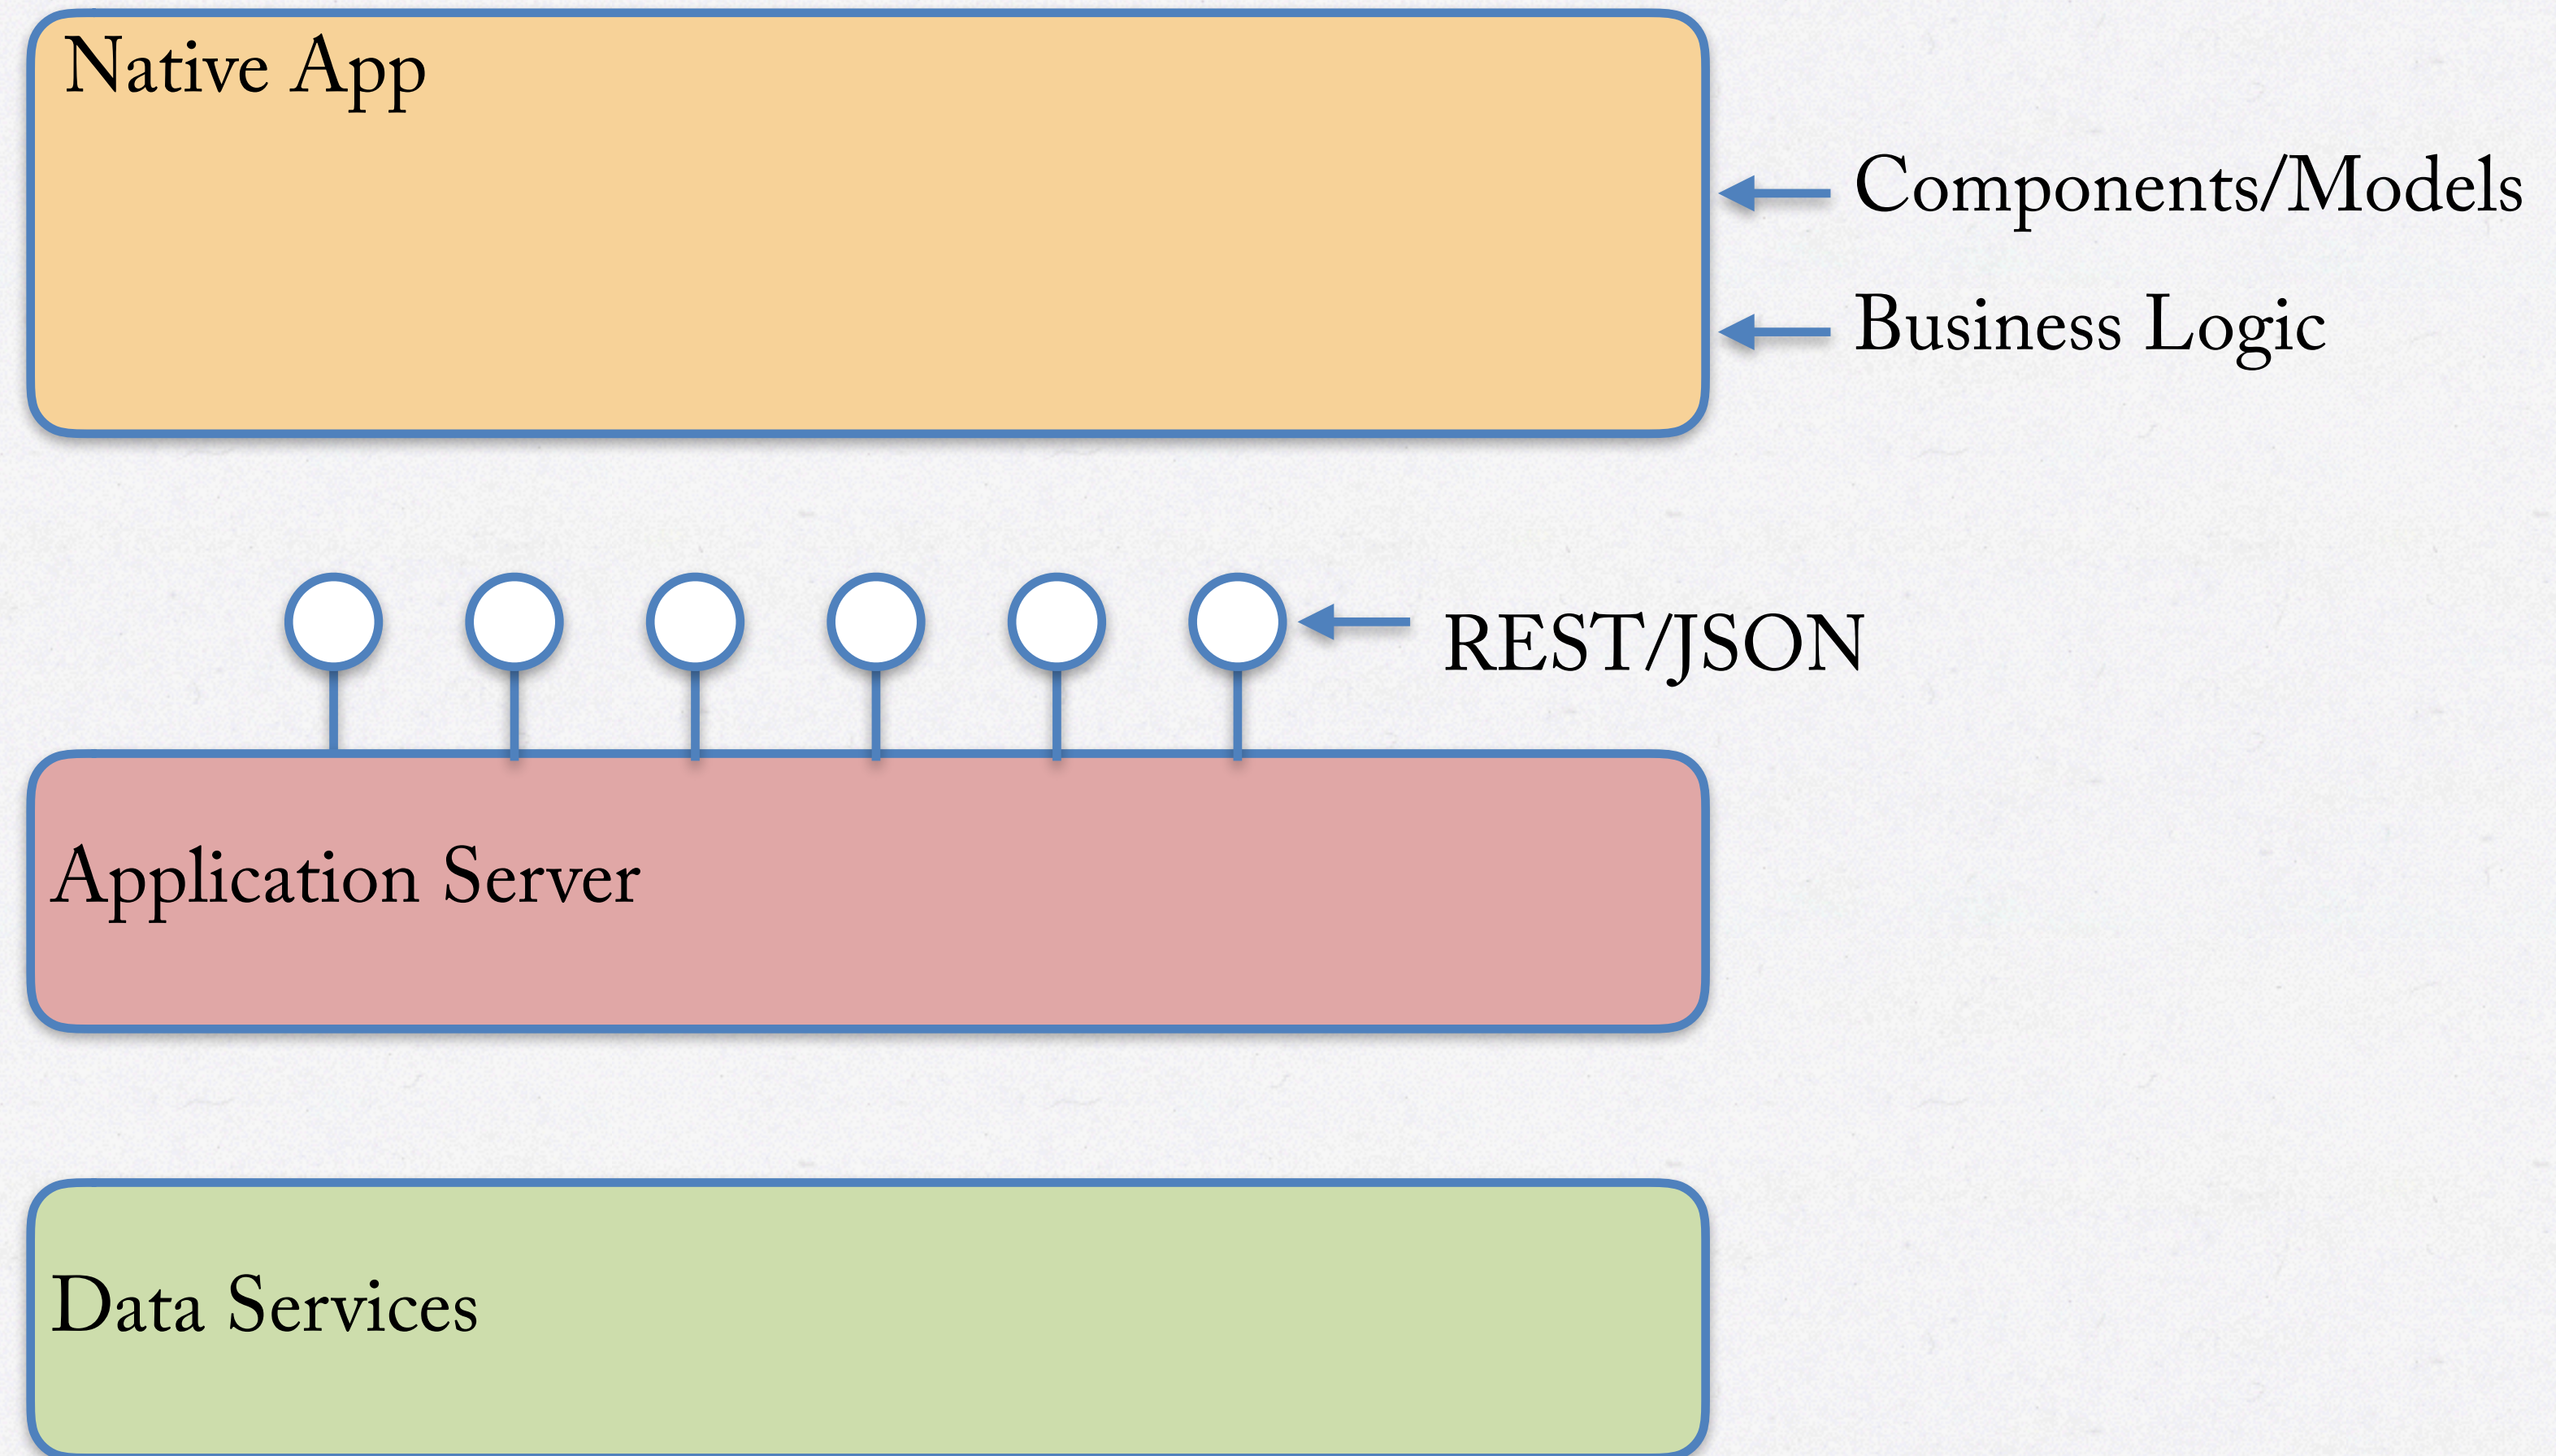 Native App
Components/Models
Business Logic
REST/JSON
Application Server
Data Services